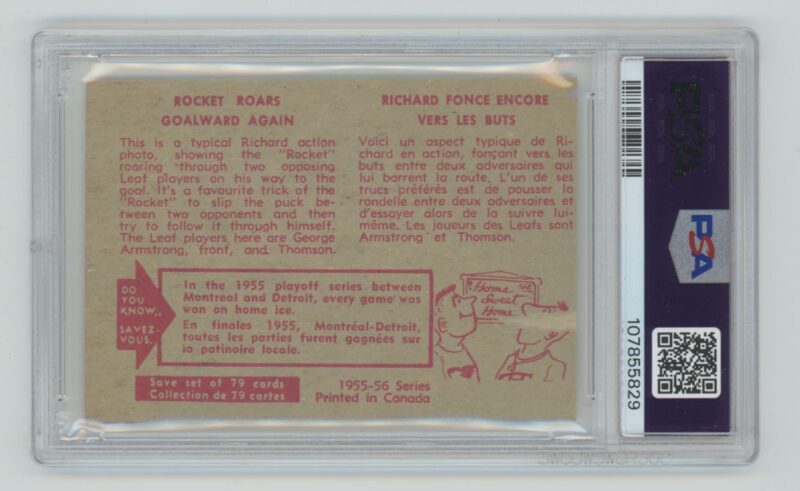 ROCKET ROARS
GOALWARD AGAIN
This is a typical Richard action
photo, showing the "Rocket"
roaring through two opposing
Leaf players on his way to the
goal. It's a favourite trick of the
"Rocket" to slip the puck be-
tween two opponents and then
try to follow it through himself.
The Leaf players here are George
Armstrong, front, and Thomson.
RICHARD FONCE ENCORE
VERS LES BUTS
Voici un aspect typique de Ri-
chard en action, fonçant vers les
buts entre deux adversaires qui
lui barrent la route. L'un de ses
trucs préférés est de pousser la
rondelle entre deux adversaires et
d'essayer alors de la suivre lui-
même. Les joueurs des Leafs sont
Armstrong et Thomson.
DO
YOU
KNOW..
SAVEZ-
VOUS.
In the 1955 playoff series between
Montreal and Detroit, every game was
won on home ice.
En finales 1955, Montréal-Detroit,
toutes les parties furent gagnées sur
la patinoire locale.
Home
Sweet
Home
Save set of 79 cards
Collection de 79 cartes
1955-56 Series
Printed in Canada
PSA
PSA
107855829